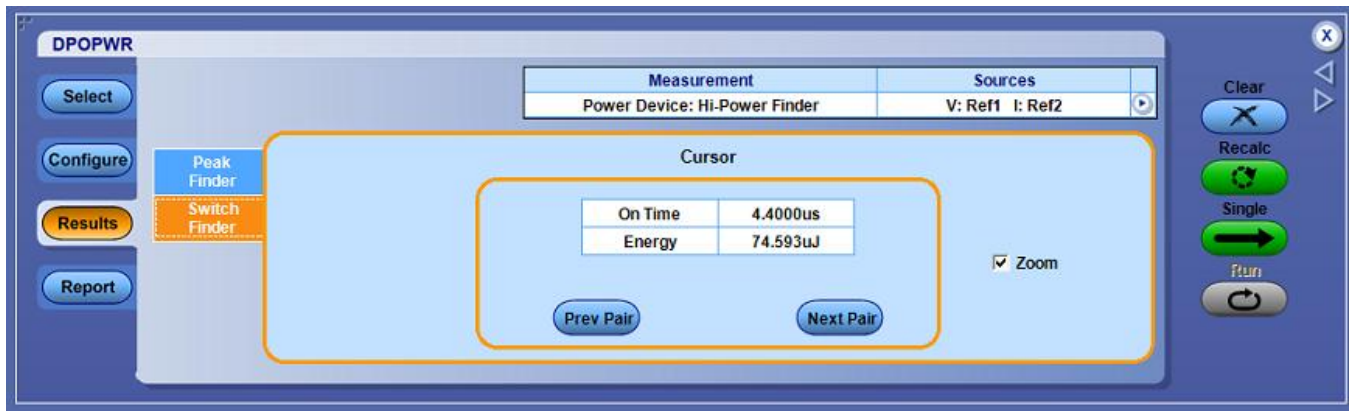 DPOPWR
X
Select
Configure
Results
Report
Measurement Sources
Power Device: Hi-Power Finder V: Ref1 I: Ref2
Peak
Finder
Switch
Finder
Cursor
On Time 4.4000us
Energy 74.593uJ
Zoom
Prev Pair Next Pair
Clear
Recalc
Single
Run